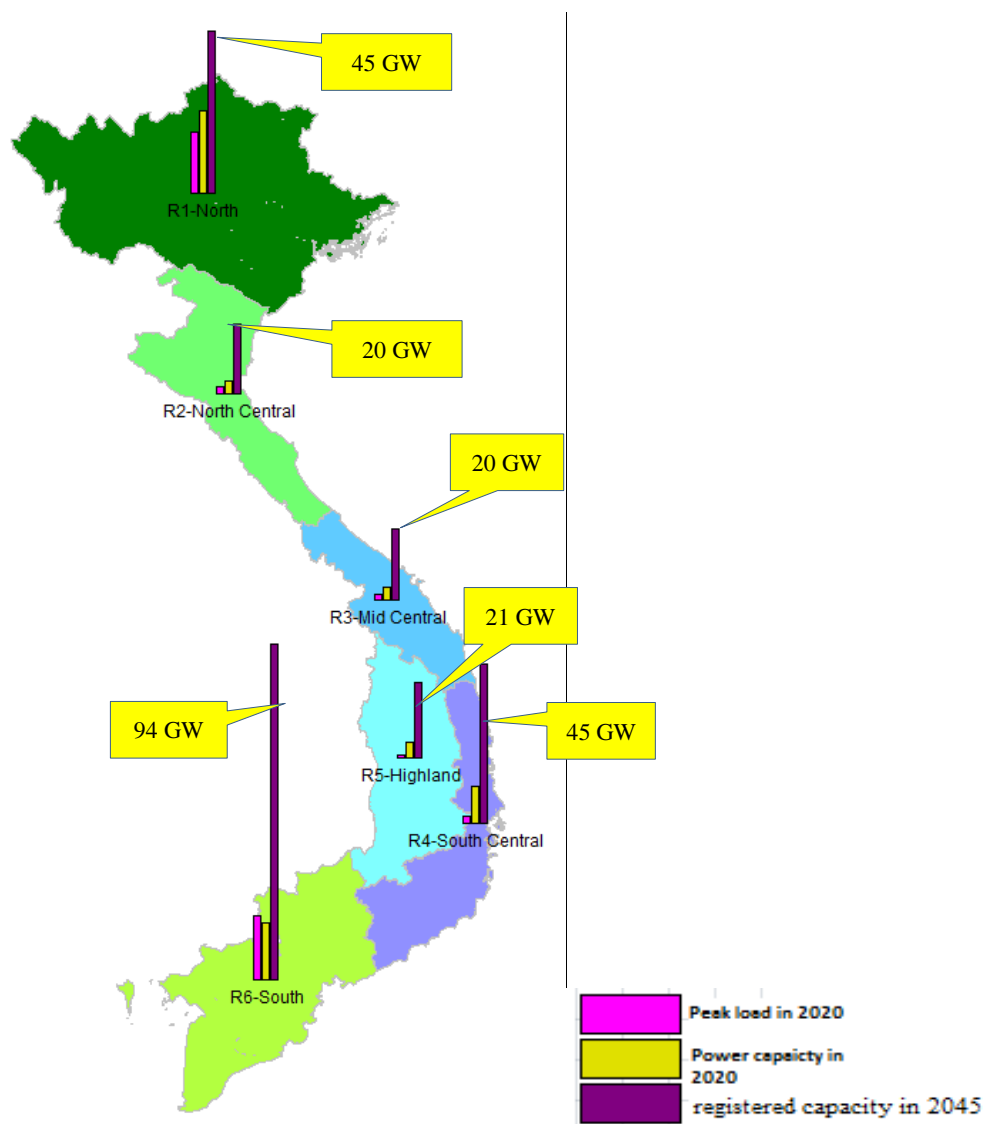 45 GW
R1-North
20 GW
R2-North Central
20 GW
R3-Mid Central
21 GW
94 GW
45 GW
R5-Highland
R4-South Central
R6-South
Peak load in 2020
Power capaicty in
2020
registered capacity in 2045